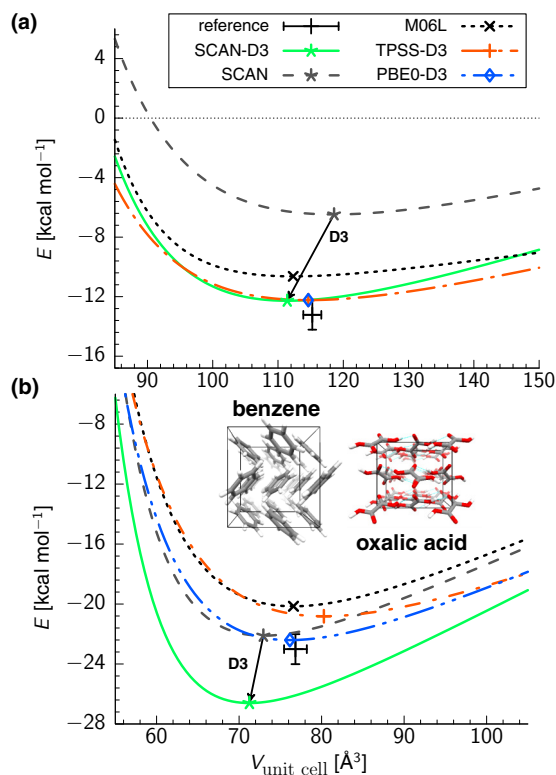 (a)
reference
SCAN-D3
SCAN
M06L
TPSS-D3
PBE0-D3
4
0
−4
−8
−12
−16
E [kcal mol⁻¹]
D3
90 100 110 120 130 140 150
(b)
benzene
oxalic acid
−6
−8
−12
−16
−20
−24
−28
E [kcal mol⁻¹]
D3
60 70 80 90 100
V_unit cell [Å³]